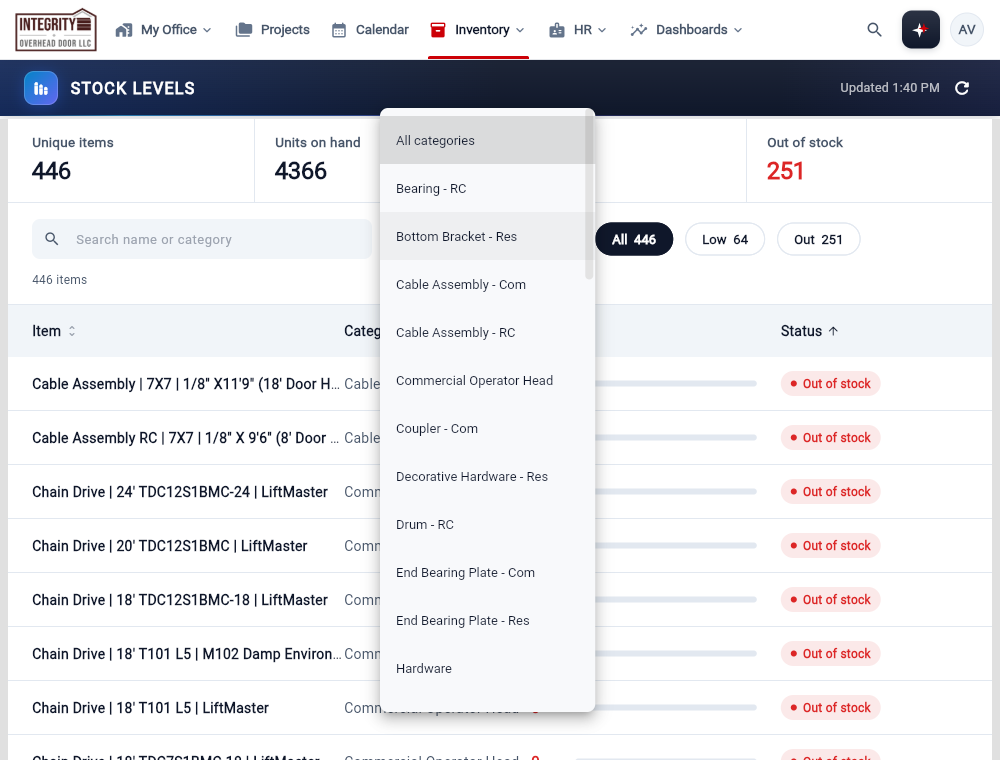 INTEGRITY
OVERHEAD DOOR LLC
My Office
Projects
Calendar
Inventory
HR
Dashboards
AV
STOCK LEVELS
Updated 1:40 PM
Unique items
446
Units on hand
4366
Out of stock
251
Search name or category
All 446
Low 64
Out 251
446 items
All categories
Bearing - RC
Bottom Bracket - Res
Cable Assembly - Com
Cable Assembly - RC
Commercial Operator Head
Coupler - Com
Decorative Hardware - Res
Drum - RC
End Bearing Plate - Com
End Bearing Plate - Res
Hardware
Item
Categ
Status
Cable Assembly | 7X7 | 1/8" X11'9" (18' Door H... Cable
Out of stock
Cable Assembly RC | 7X7 | 1/8" X 9'6" (8' Door ... Cable
Out of stock
Chain Drive | 24' TDC12S1BMC-24 | LiftMaster Comm
Out of stock
Chain Drive | 20' TDC12S1BMC | LiftMaster Comm
Out of stock
Chain Drive | 18' TDC12S1BMC-18 | LiftMaster Comm
Out of stock
Chain Drive | 18' T101 L5 | M102 Damp Environ... Comm
Out of stock
Chain Drive | 18' T101 L5 | LiftMaster
Out of stock